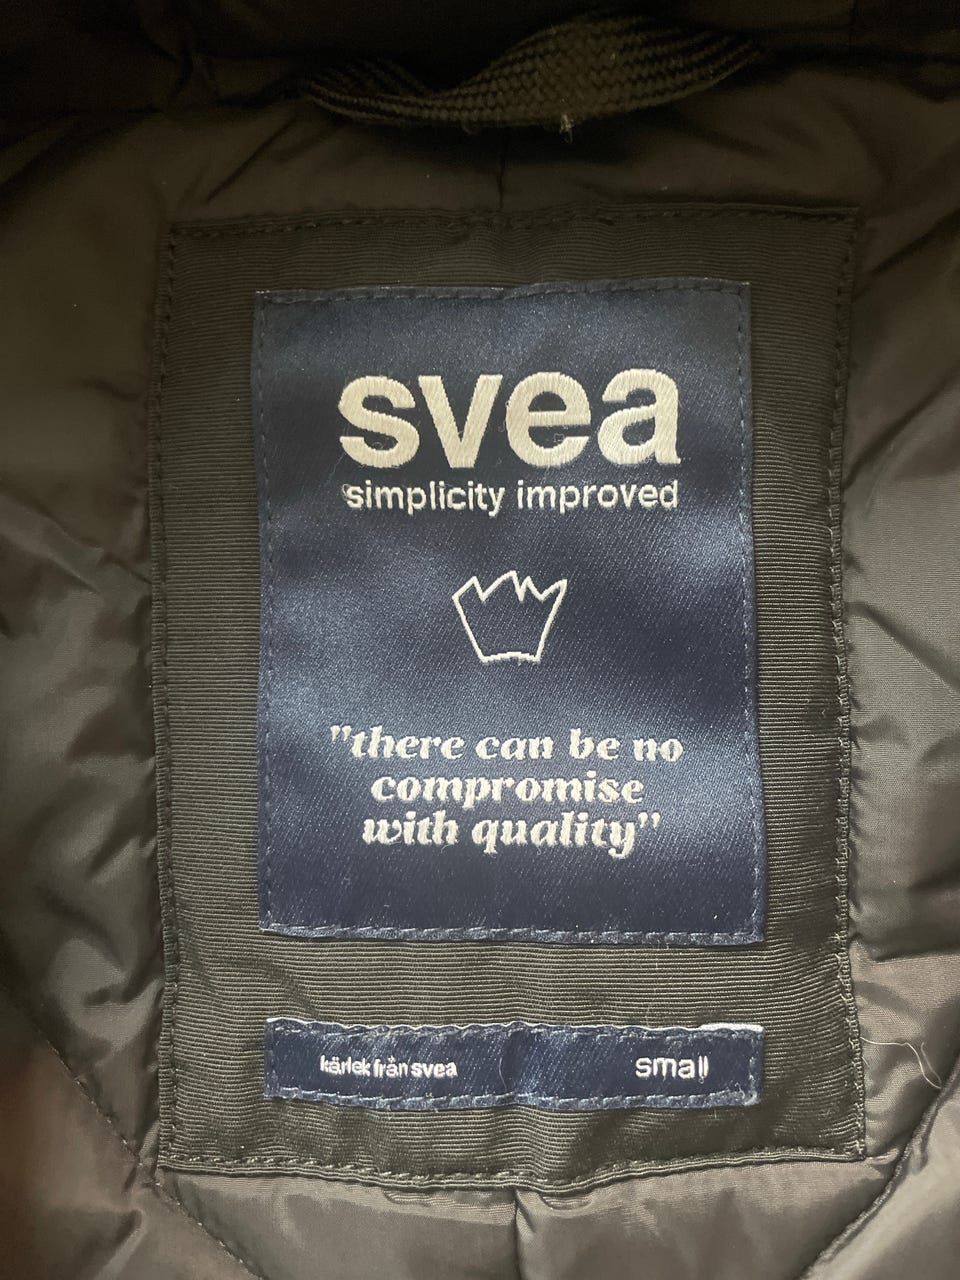 svea
simplicity improved
"there can be no
compromise
with quality"
kärlek från svea
small